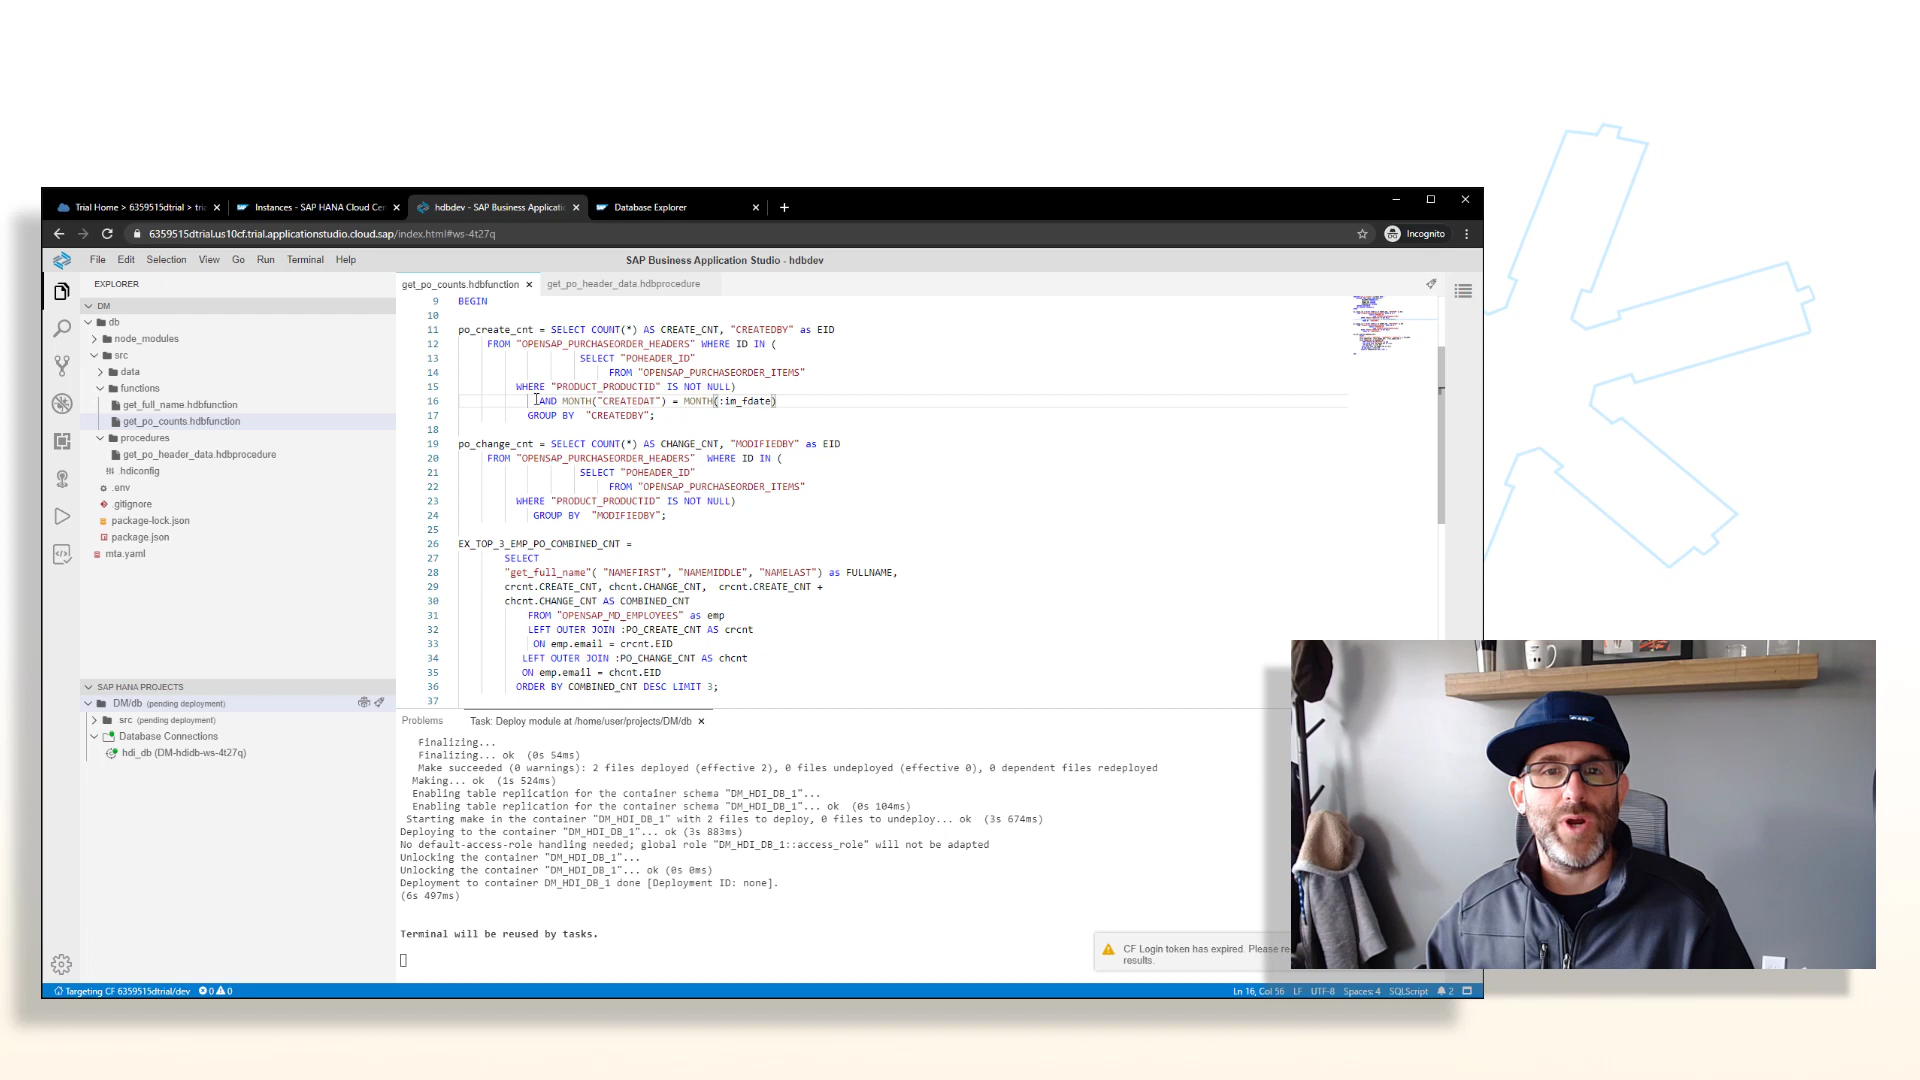 Trial Home > 6359515dtrial > tri
Instances - SAP HANA Cloud Cen
hdbdev - SAP Business Applicati
Database Explorer
6359515dtrial.us10cf.trial.applicationstudio.cloud.sap/index.html#ws-4t27q
Incognito
File Edit Selection View Go Run Terminal Help
SAP Business Application Studio - hdbdev
EXPLORER
DM
db
node_modules
src
data
functions
get_full_name.hdbfunction
get_po_counts.hdbfunction
procedures
get_po_header_data.hdbprocedure
.hdiconfig
.env
.gitignore
package-lock.json
package.json
mta.yaml
SAP HANA PROJECTS
DM/db (pending deployment)
src (pending deployment)
Database Connections
hdi_db (DM-hdidb-ws-4t27q)
get_po_counts.hdbfunction
get_po_header_data.hdbprocedure
9 BEGIN
10
11 po_create_cnt = SELECT COUNT(*) AS CREATE_CNT, "CREATEDBY" as EID
12 FROM "OPENSAP_PURCHASEORDER_HEADERS" WHERE ID IN (
13 SELECT "POHEADER_ID"
14 FROM "OPENSAP_PURCHASEORDER_ITEMS"
15 WHERE "PRODUCT_PRODUCTID" IS NOT NULL)
16 AND MONTH("CREATEDAT") = MONTH(:im_fdate)
17 GROUP BY "CREATEDBY";
18
19 po_change_cnt = SELECT COUNT(*) AS CHANGE_CNT, "MODIFIEDBY" as EID
20 FROM "OPENSAP_PURCHASEORDER_HEADERS" WHERE ID IN (
21 SELECT "POHEADER_ID"
22 FROM "OPENSAP_PURCHASEORDER_ITEMS"
23 WHERE "PRODUCT_PRODUCTID" IS NOT NULL)
24 GROUP BY "MODIFIEDBY";
25
26 EX_TOP_3_EMP_PO_COMBINED_CNT =
27 SELECT
28 "get_full_name"( "NAMEFIRST", "NAMEMIDDLE", "NAMELAST") as FULLNAME,
29 crcnt.CREATE_CNT, chcnt.CHANGE_CNT, crcnt.CREATE_CNT +
30 chcnt.CHANGE_CNT AS COMBINED_CNT
31 FROM "OPENSAP_MD_EMPLOYEES" as emp
32 LEFT OUTER JOIN :PO_CREATE_CNT AS crcnt
33 ON emp.email = crcnt.EID
34 LEFT OUTER JOIN :PO_CHANGE_CNT AS chcnt
35 ON emp.email = chcnt.EID
36 ORDER BY COMBINED_CNT DESC LIMIT 3;
37
Problems Task: Deploy module at /home/user/projects/DM/db
Finalizing...
Finalizing... ok (0s 54ms)
Make succeeded (0 warnings): 2 files deployed (effective 2), 0 files undeployed (effective 0), 0 dependent files redeployed
Making... ok (1s 524ms)
Enabling table replication for the container schema "DM_HDI_DB_1"...
Enabling table replication for the container schema "DM_HDI_DB_1"... ok (0s 104ms)
Starting make in the container "DM_HDI_DB_1" with 2 files to deploy, 0 files to undeploy... ok (3s 674ms)
Deploying to the container "DM_HDI_DB_1"... ok (3s 883ms)
No default-access-role handling needed; global role "DM_HDI_DB_1::access_role" will not be adapted
Unlocking the container "DM_HDI_DB_1"...
Unlocking the container "DM_HDI_DB_1"... ok (0s 0ms)
Deployment to container DM_HDI_DB_1 done [Deployment ID: none].
(6s 497ms)
Terminal will be reused by tasks.
CF Login token has expired. Please re
results.
Targeting CF 6359515dtrial/dev 0 0
Ln 16, Col 56 LF UTF-8 Spaces: 4 SQLScript 2
SAP